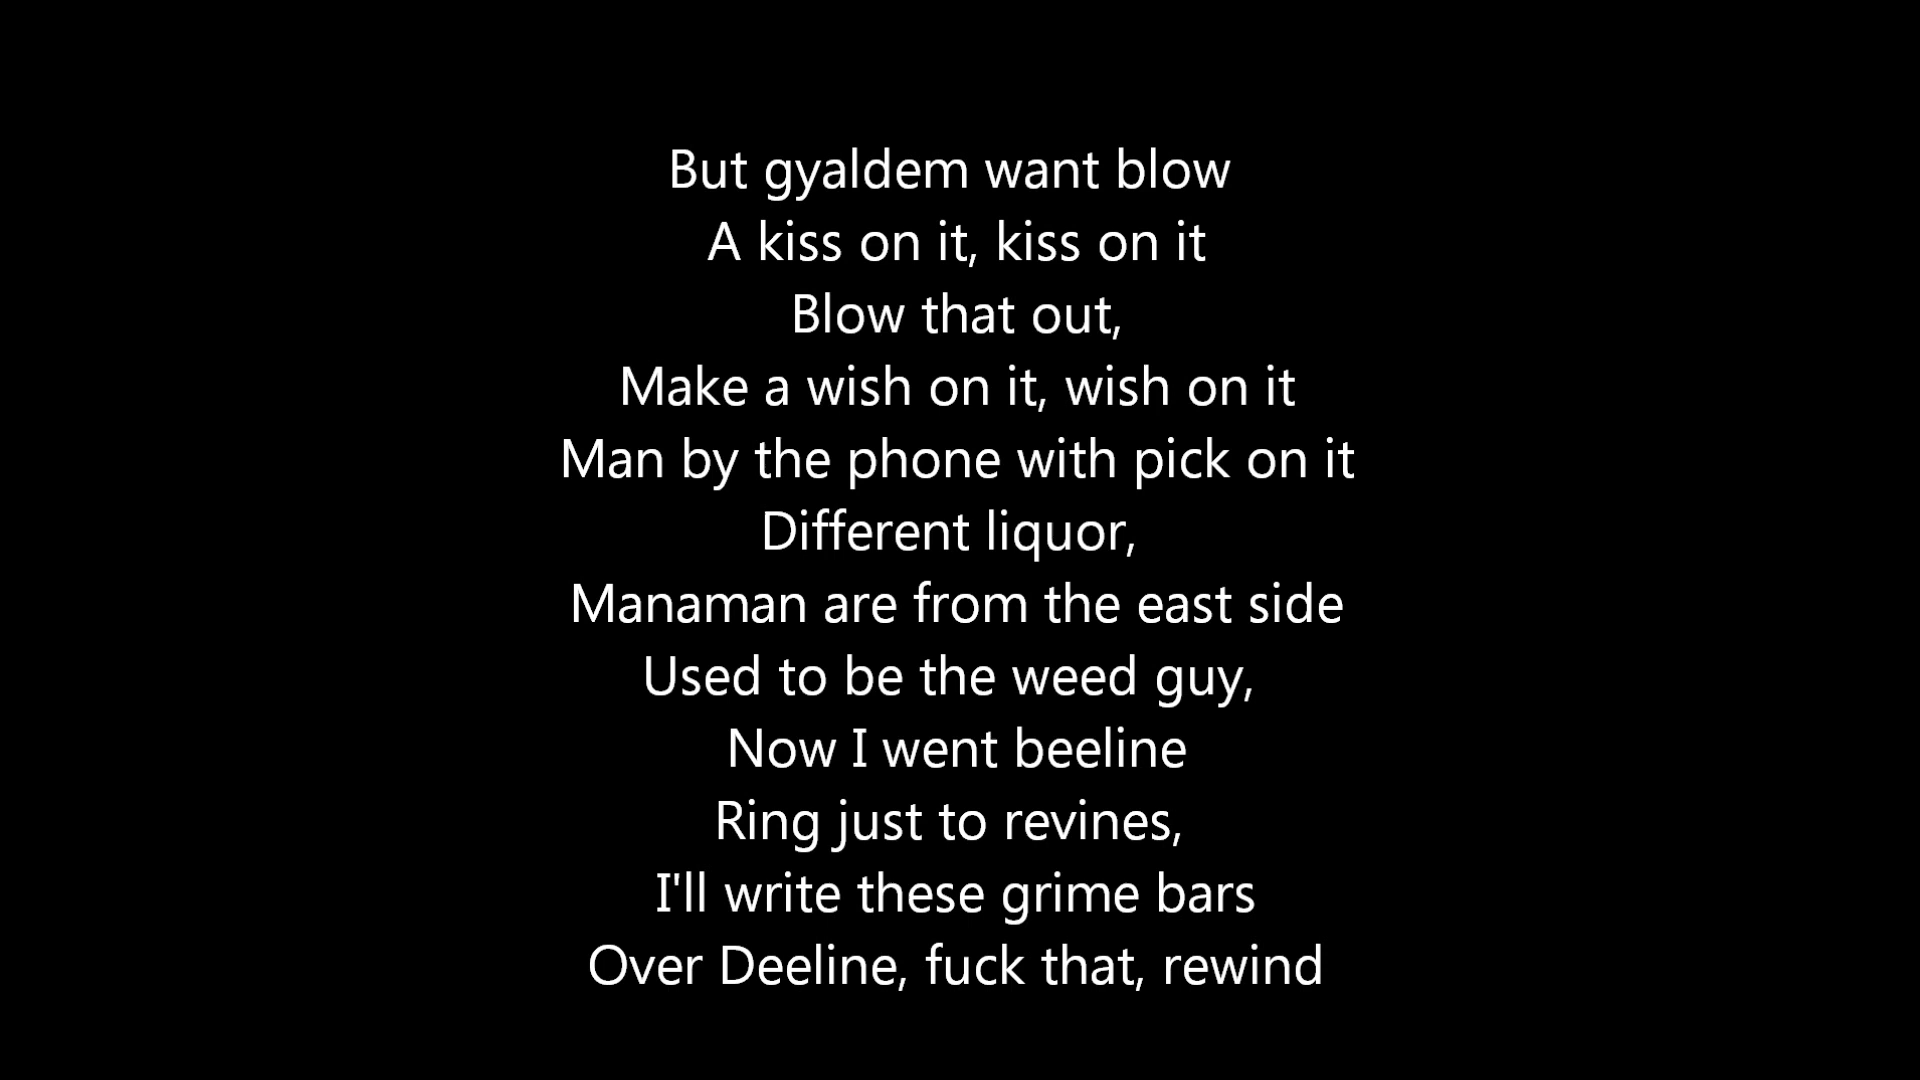 But gyaldem want blow
A kiss on it, kiss on it
Blow that out,
Make a wish on it, wish on it
Man by the phone with pick on it
Different liquor,
Manaman are from the east side
Used to be the weed guy,
Now I went beeline
Ring just to revines,
I'll write these grime bars
Over Deeline, fuck that, rewind